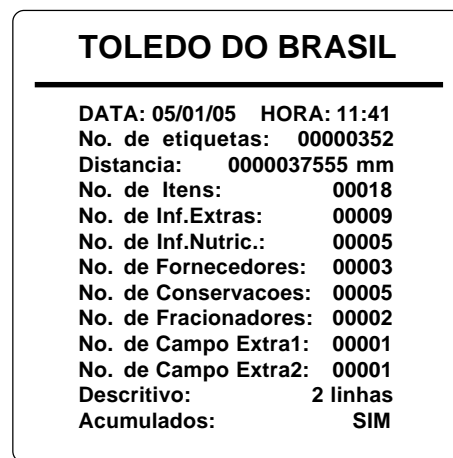 TOLEDO DO BRASIL
DATA: 05/01/05 HORA: 11:41
No. de etiquetas: 00000352
Distancia: 0000037555 mm
No. de Itens: 00018
No. de Inf.Extras: 00009
No. de Inf.Nutric.: 00005
No. de Fornecedores: 00003
No. de Conservacoes: 00005
No. de Fracionadores: 00002
No. de Campo Extra1: 00001
No. de Campo Extra2: 00001
Descritivo: 2 linhas
Acumulados: SIM